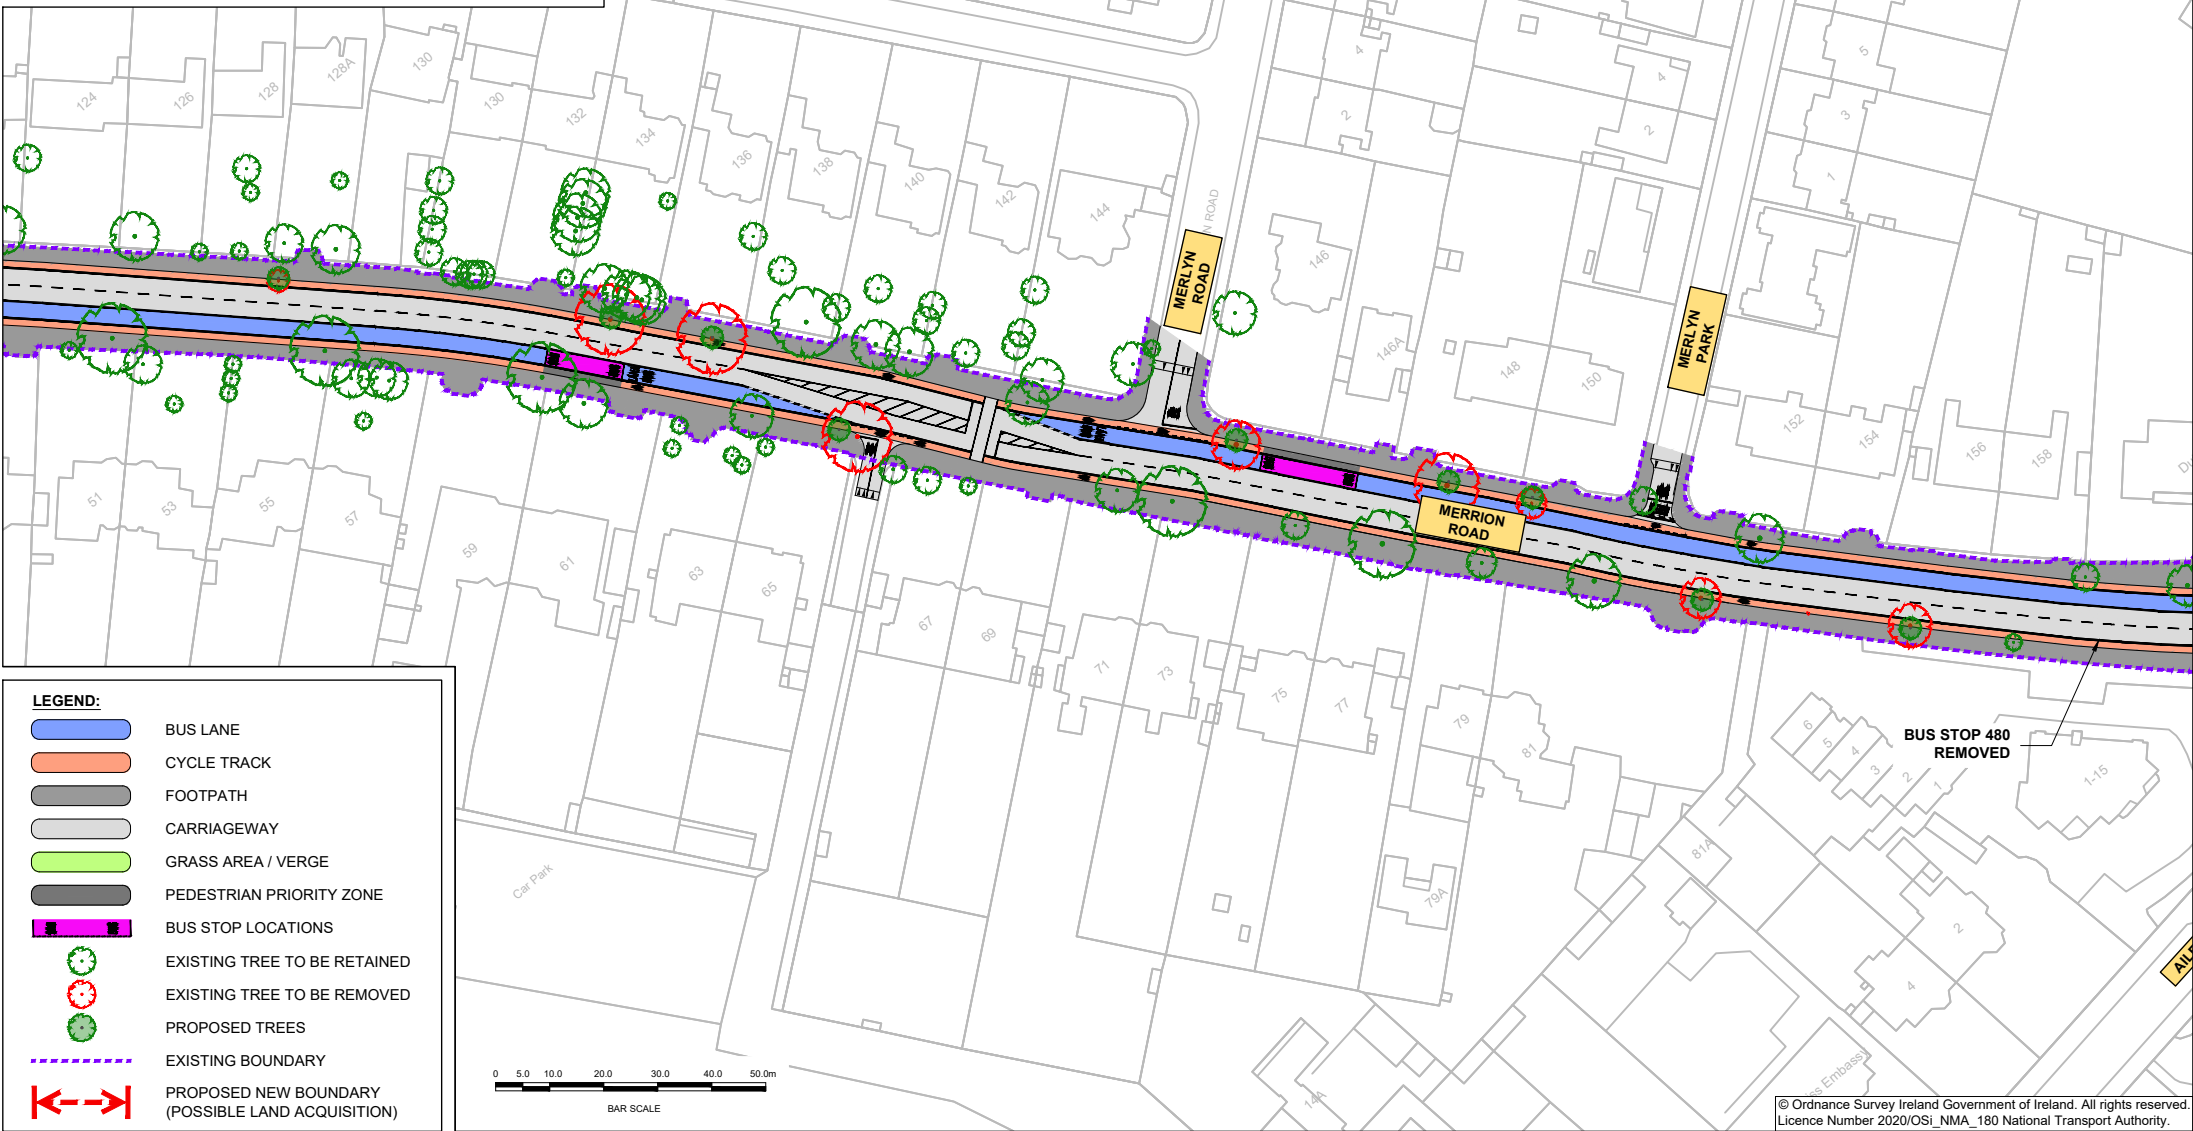 124
126
128
128A
130
130
132
134
136
138
140
142
144
4
2
4
2
5
3
1
146
146A
148
150
152
154
156
158
MERLYN
ROAD
N ROAD
MERLYN
PARK
MERRION
ROAD
51
53
55
57
59
61
63
65
67
69
71
73
75
77
79
81
79A
81A
6
5
4
3
2
1
1-15
2
4
14A
Car Park
BUS STOP 480
REMOVED
LEGEND:
BUS LANE
CYCLE TRACK
FOOTPATH
CARRIAGEWAY
GRASS AREA / VERGE
PEDESTRIAN PRIORITY ZONE
BUS STOP LOCATIONS
EXISTING TREE TO BE RETAINED
EXISTING TREE TO BE REMOVED
PROPOSED TREES
EXISTING BOUNDARY
PROPOSED NEW BOUNDARY
(POSSIBLE LAND ACQUISITION)
0 5.0 10.0 20.0 30.0 40.0 50.0m
BAR SCALE
Embassy
© Ordnance Survey Ireland Government of Ireland. All rights reserved.
Licence Number 2020/OSi_NMA_180 National Transport Authority.